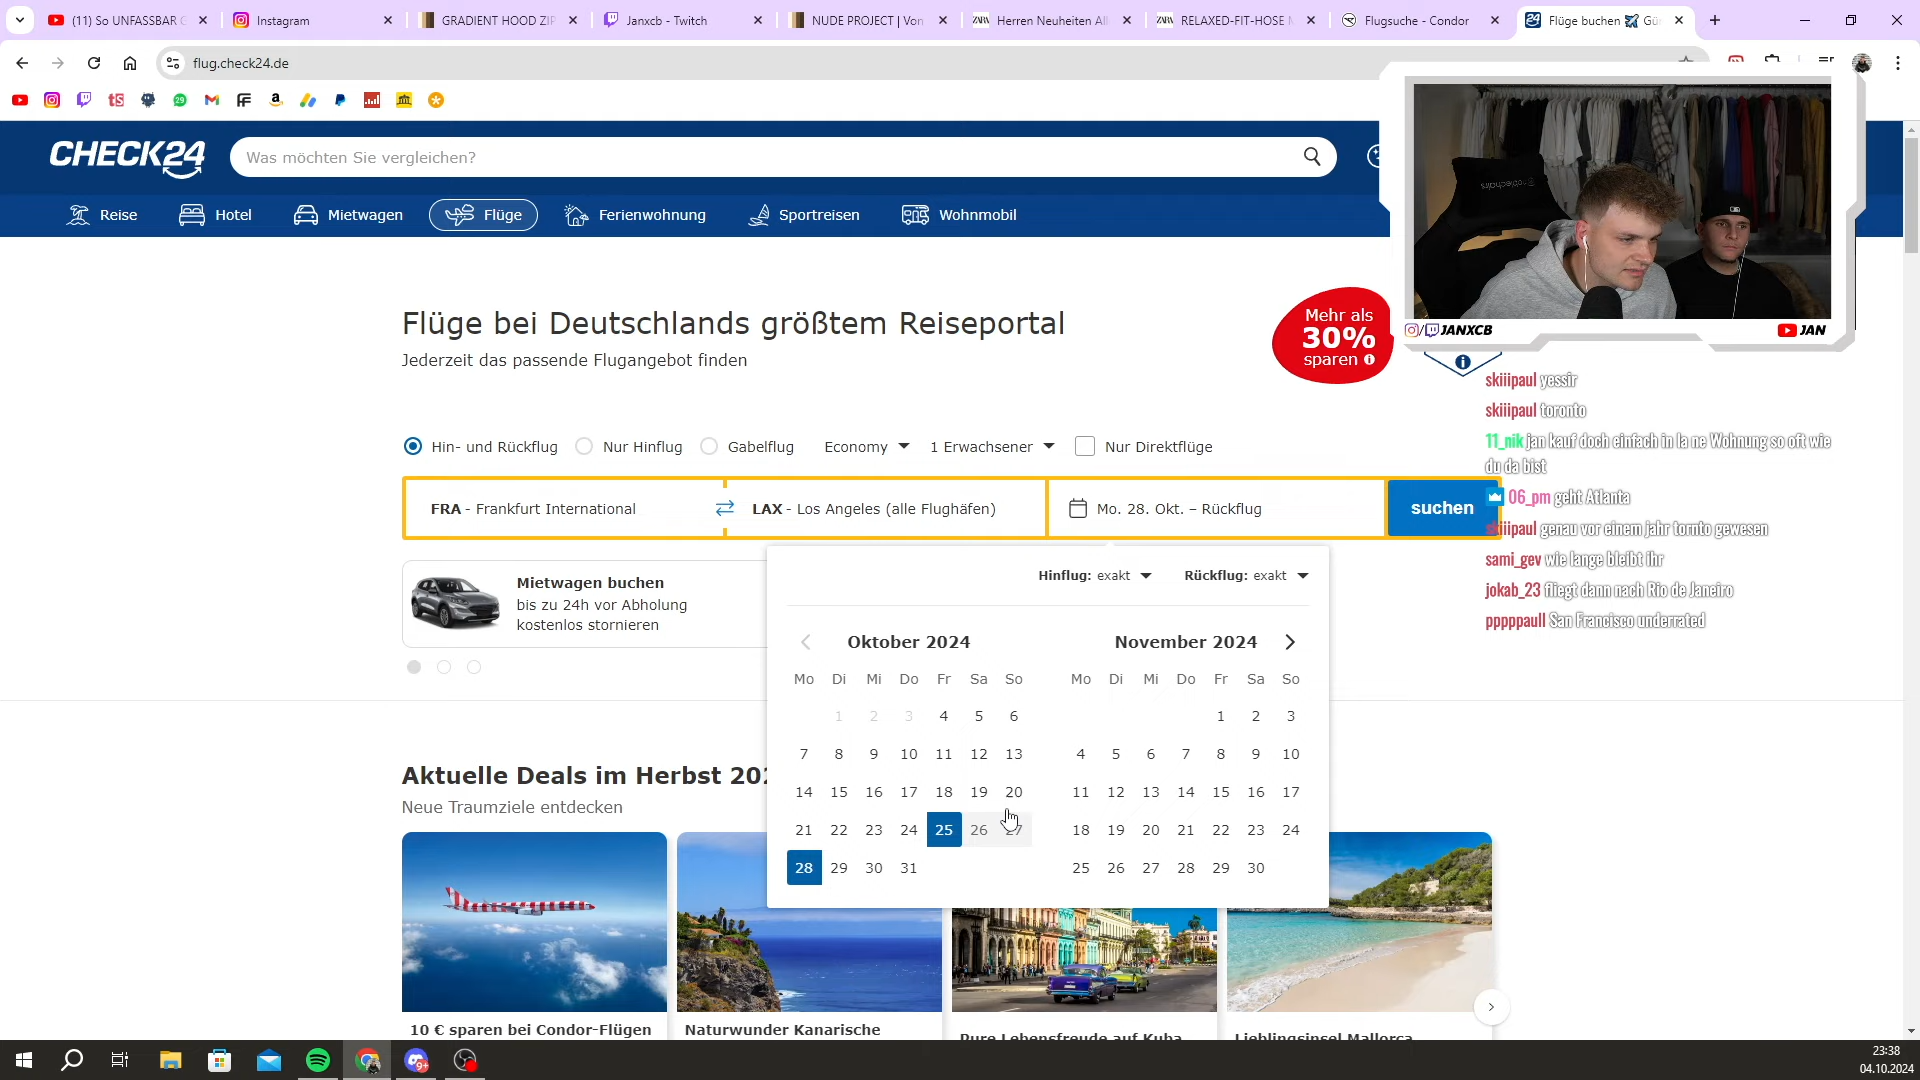 (11) So UNFASSBAR G
Instagram
GRADIENT HOOD ZIP
Janxcb - Twitch
NUDE PROJECT | Von
Herren Neuheiten All
RELAXED-FIT-HOSE M
Flugsuche - Condor
Flüge buchen
flug.check24.de
CHECK24
Was möchten Sie vergleichen?
Reise
Hotel
Mietwagen
Flüge
Ferienwohnung
Sportreisen
Wohnmobil
Flüge bei Deutschlands größtem Reiseportal
Jederzeit das passende Flugangebot finden
Mehr als
30%
sparen
JANXCB
JAN
skiiipaul yessir
skiiipaul toronto
11_nik jan kauf doch einfach in la ne Wohnung so oft wie
du da bist
06_pm geht Atlanta
skiiipaul genau vor einem jahr tornto gewesen
sami_gev wie lange bleibt ihr
jokab_23 fliegt dann nach Rio de Janeiro
pppppaull San Francisco underrated
Hin- und Rückflug
Nur Hinflug
Gabelflug
Economy
1 Erwachsener
Nur Direktflüge
FRA - Frankfurt International
LAX - Los Angeles (alle Flughäfen)
Mo. 28. Okt. – Rückflug
suchen
Mietwagen buchen
bis zu 24h vor Abholung
kostenlos stornieren
Hinflug: exakt
Rückflug: exakt
Oktober 2024
Mo Di Mi Do Fr Sa So
1 2 3 4 5 6
7 8 9 10 11 12 13
14 15 16 17 18 19 20
21 22 23 24 25 26 27
28 29 30 31
November 2024
Mo Di Mi Do Fr Sa So
1 2 3
4 5 6 7 8 9 10
11 12 13 14 15 16 17
18 19 20 21 22 23 24
25 26 27 28 29 30
Aktuelle Deals im Herbst 202
Neue Traumziele entdecken
10 € sparen bei Condor-Flügen
Naturwunder Kanarische
Pure Lebensfreude auf Kuba
Lieblingsinsel Mallorca
23:38
04.10.2024